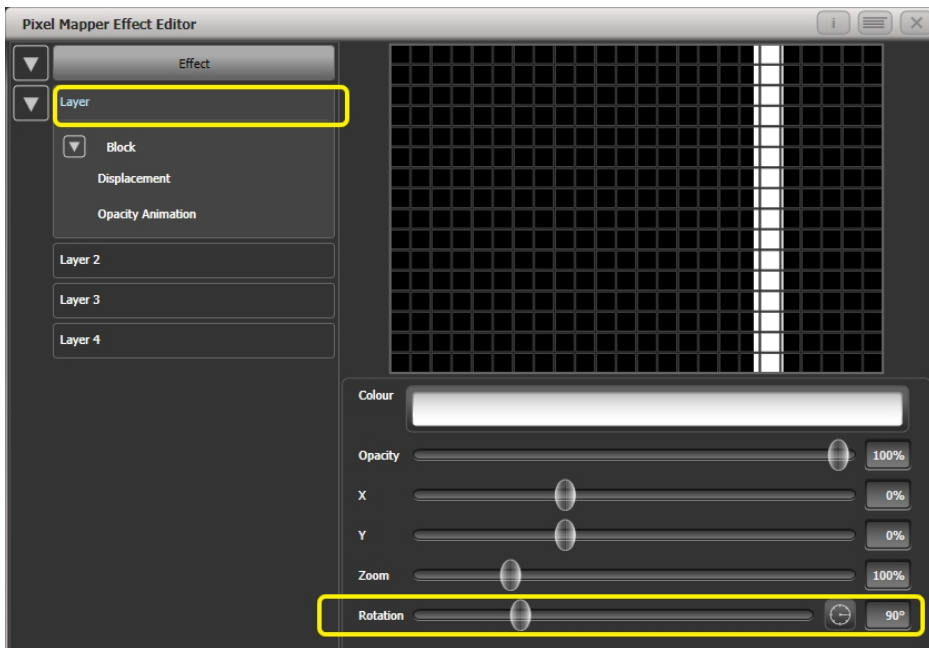 Pixel Mapper Effect Editor
i
Effect
Layer
Block
Displacement
Opacity Animation
Layer 2
Layer 3
Layer 4
Colour
Opacity 100%
X 0%
Y 0%
Zoom 100%
Rotation 90°